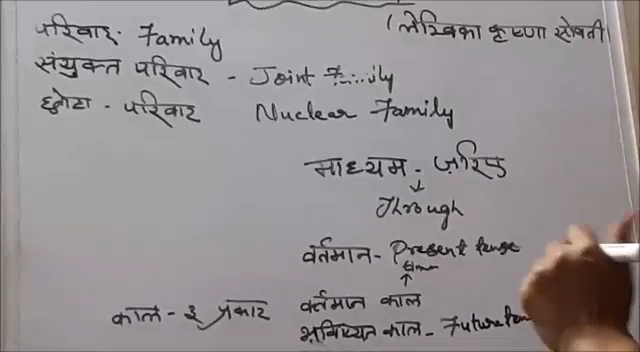 (लेखिका कृष्णा सोबती)
परिवार - Family
संयुक्त परिवार - Joint Family
छोटा - परिवार Nuclear Family
माध्यम - ज़रिए
↓
Through
वर्तमान - Present tense
↑
वर्तमान काल
काल - ३ प्रकार
भविष्यत काल - Future